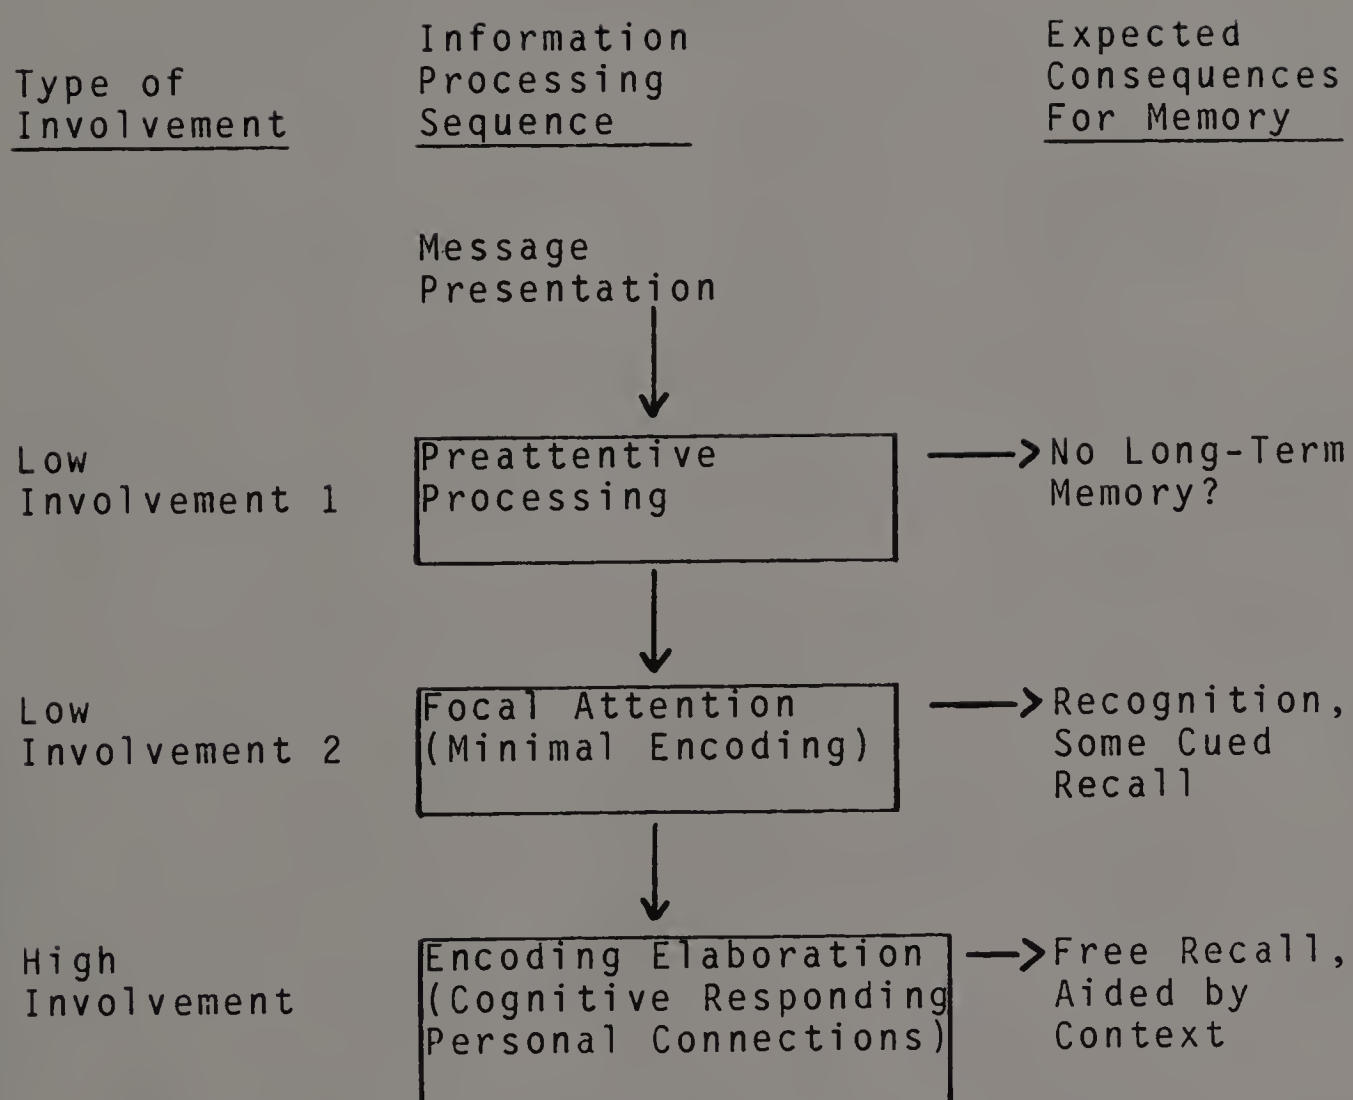 Type of
Involvement
Information
Processing
Sequence
Expected
Consequences
For Memory
Message
Presentation
Low
Involvement 1
Preattentive
Processing
No Long-Term
Memory?
Low
Involvement 2
Focal Attention
(Minimal Encoding)
Recognition,
Some Cued
Recall
High
Involvement
Encoding Elaboration
(Cognitive Responding
Personal Connections)
Free Recall,
Aided by
Context